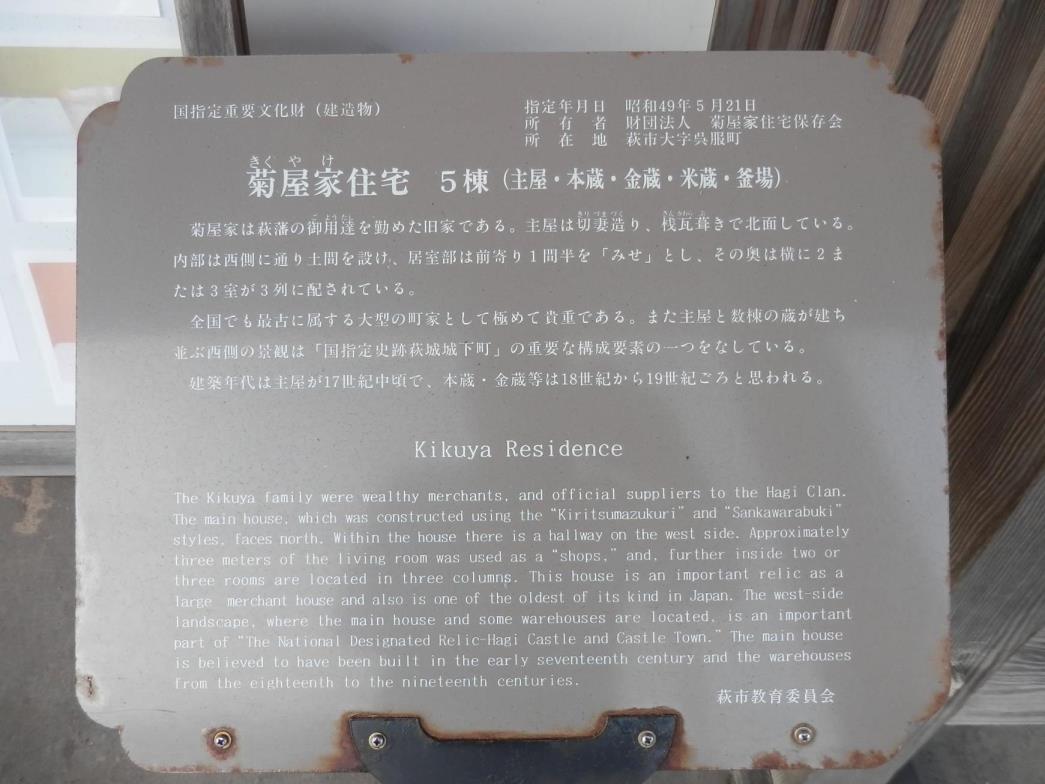 国指定重要文化財（建造物）
指定年月日　昭和49年５月21日
所有者　財団法人　菊屋家住宅保存会
所在地　萩市大字呉服町
きく や け
菊屋家住宅　５棟（主屋・本蔵・金蔵・米蔵・釜場）
菊屋家は萩藩の御用達を勤めた旧家である。主屋は切妻造り、桟瓦葺きで北面している。
内部は西側に通り土間を設け、居室部は前寄り１間半を「みせ」とし、その奥は横に２ま
たは３室が３列に配されている。
全国でも最古に属する大型の町家として極めて貴重である。また主屋と数棟の蔵が建ち
並ぶ西側の景観は「国指定史跡萩城城下町」の重要な構成要素の一つをなしている。
建築年代は主屋が17世紀中頃で、本蔵・金蔵等は18世紀から19世紀ごろと思われる。
Kikuya Residence
The Kikuya family were wealthy merchants, and official suppliers to the Hagi Clan.
The main house, which was constructed using the “Kiritsumazukuri” and “Sankawarabuki”
styles, faces north. Within the house there is a hallway on the west side. Approximately
three meters of the living room was used as a “shops,” and, further inside two or
three rooms are located in three columns. This house is an important relic as a
large merchant house and also is one of the oldest of its kind in Japan. The west-side
landscape, where the main house and some warehouses are located, is an important
part of “The National Designated Relic-Hagi Castle and Castle Town.” The main house
is believed to have been built in the early seventeenth century and the warehouses
from the eighteenth to the nineteenth centuries.
萩市教育委員会